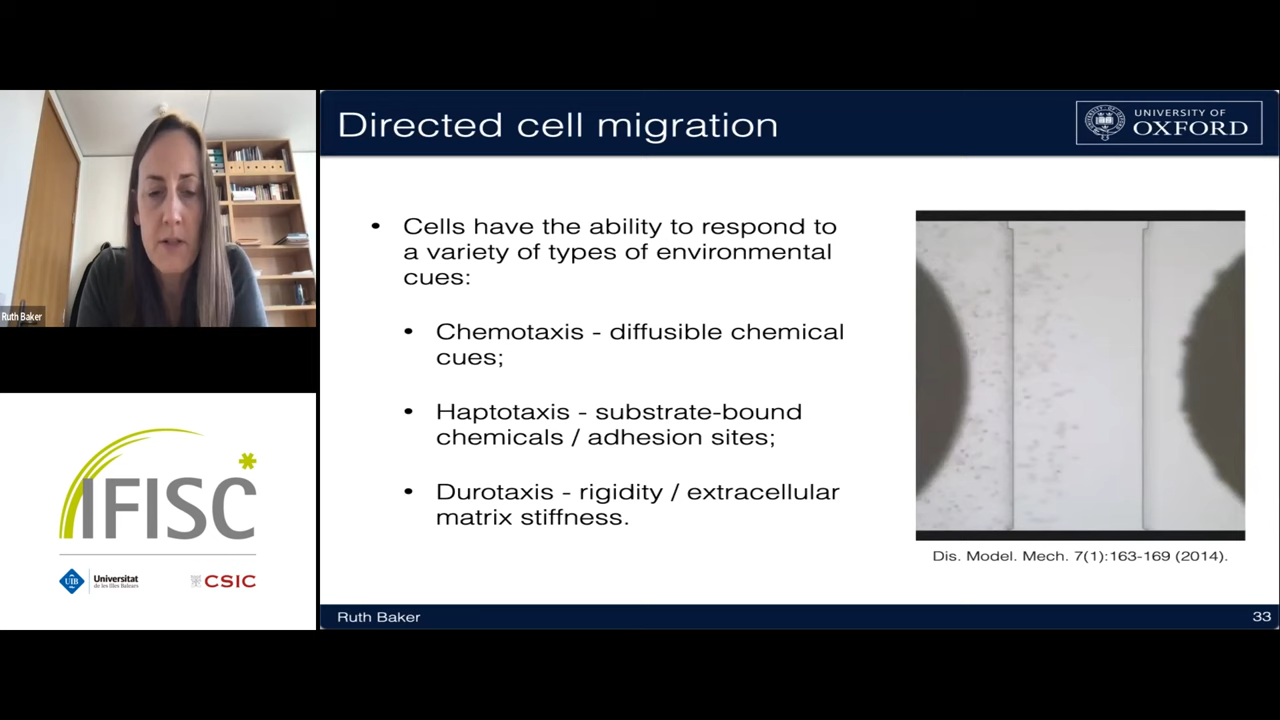 Ruth Baker
IFISC
UIB
Universitat
de les Illes Balears
CSIC
Directed cell migration
UNIVERSITY OF
OXFORD
• Cells have the ability to respond to
a variety of types of environmental
cues:
• Chemotaxis - diffusible chemical
cues;
• Haptotaxis - substrate-bound
chemicals / adhesion sites;
• Durotaxis - rigidity / extracellular
matrix stiffness.
Dis. Model. Mech. 7(1):163-169 (2014).
Ruth Baker
33